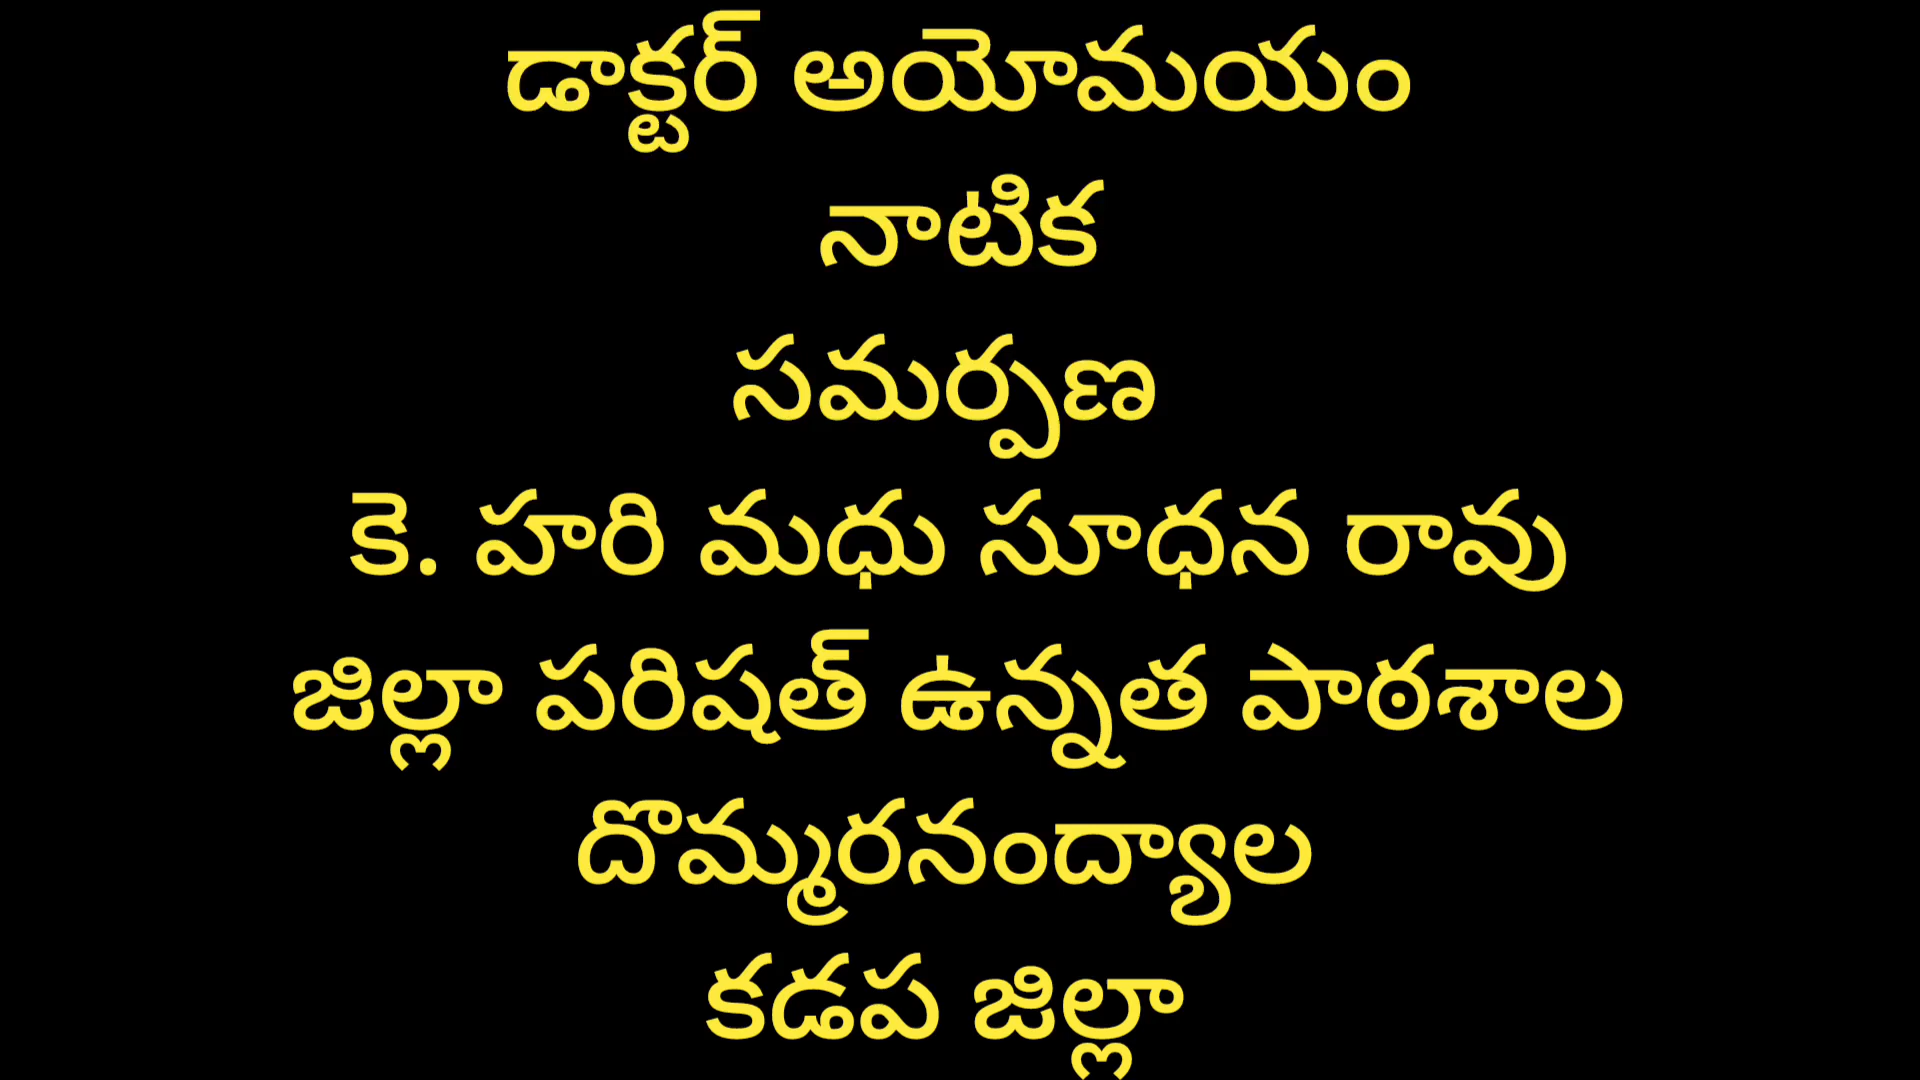 డాక్టర్ అయోమయం
నాటిక
సమర్పణ
కె. హరి మధు సూధన రావు
జిల్లా పరిషత్ ఉన్నత పాఠశాల
దొమ్మరనంద్యాల
కడప జిల్లా